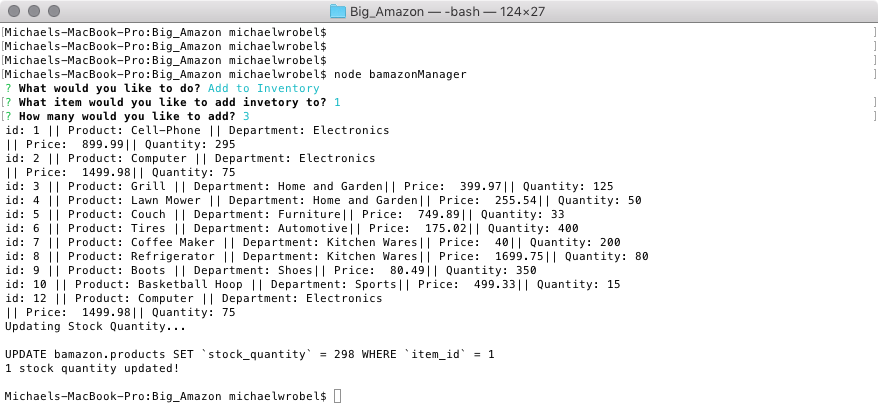 Big_Amazon — -bash — 124×27
Michaels-MacBook-Pro:Big_Amazon michaelwrobel$
Michaels-MacBook-Pro:Big_Amazon michaelwrobel$
Michaels-MacBook-Pro:Big_Amazon michaelwrobel$
Michaels-MacBook-Pro:Big_Amazon michaelwrobel$ node bamazonManager
? What would you like to do? Add to Inventory
? What item would you like to add invetory to? 1
? How many would you like to add? 3
id: 1 || Product: Cell-Phone || Department: Electronics
|| Price:  899.99|| Quantity: 295
id: 2 || Product: Computer || Department: Electronics
|| Price:  1499.98|| Quantity: 75
id: 3 || Product: Grill || Department: Home and Garden|| Price:  399.97|| Quantity: 125
id: 4 || Product: Lawn Mower || Department: Home and Garden|| Price:  255.54|| Quantity: 50
id: 5 || Product: Couch || Department: Furniture|| Price:  749.89|| Quantity: 33
id: 6 || Product: Tires || Department: Automotive|| Price:  175.02|| Quantity: 400
id: 7 || Product: Coffee Maker || Department: Kitchen Wares|| Price:  40|| Quantity: 200
id: 8 || Product: Refrigerator || Department: Kitchen Wares|| Price:  1699.75|| Quantity: 80
id: 9 || Product: Boots || Department: Shoes|| Price:  80.49|| Quantity: 350
id: 10 || Product: Basketball Hoop || Department: Sports|| Price:  499.33|| Quantity: 15
id: 12 || Product: Computer || Department: Electronics
|| Price:  1499.98|| Quantity: 75
Updating Stock Quantity...
UPDATE bamazon.products SET `stock_quantity` = 298 WHERE `item_id` = 1
1 stock quantity updated!
Michaels-MacBook-Pro:Big_Amazon michaelwrobel$